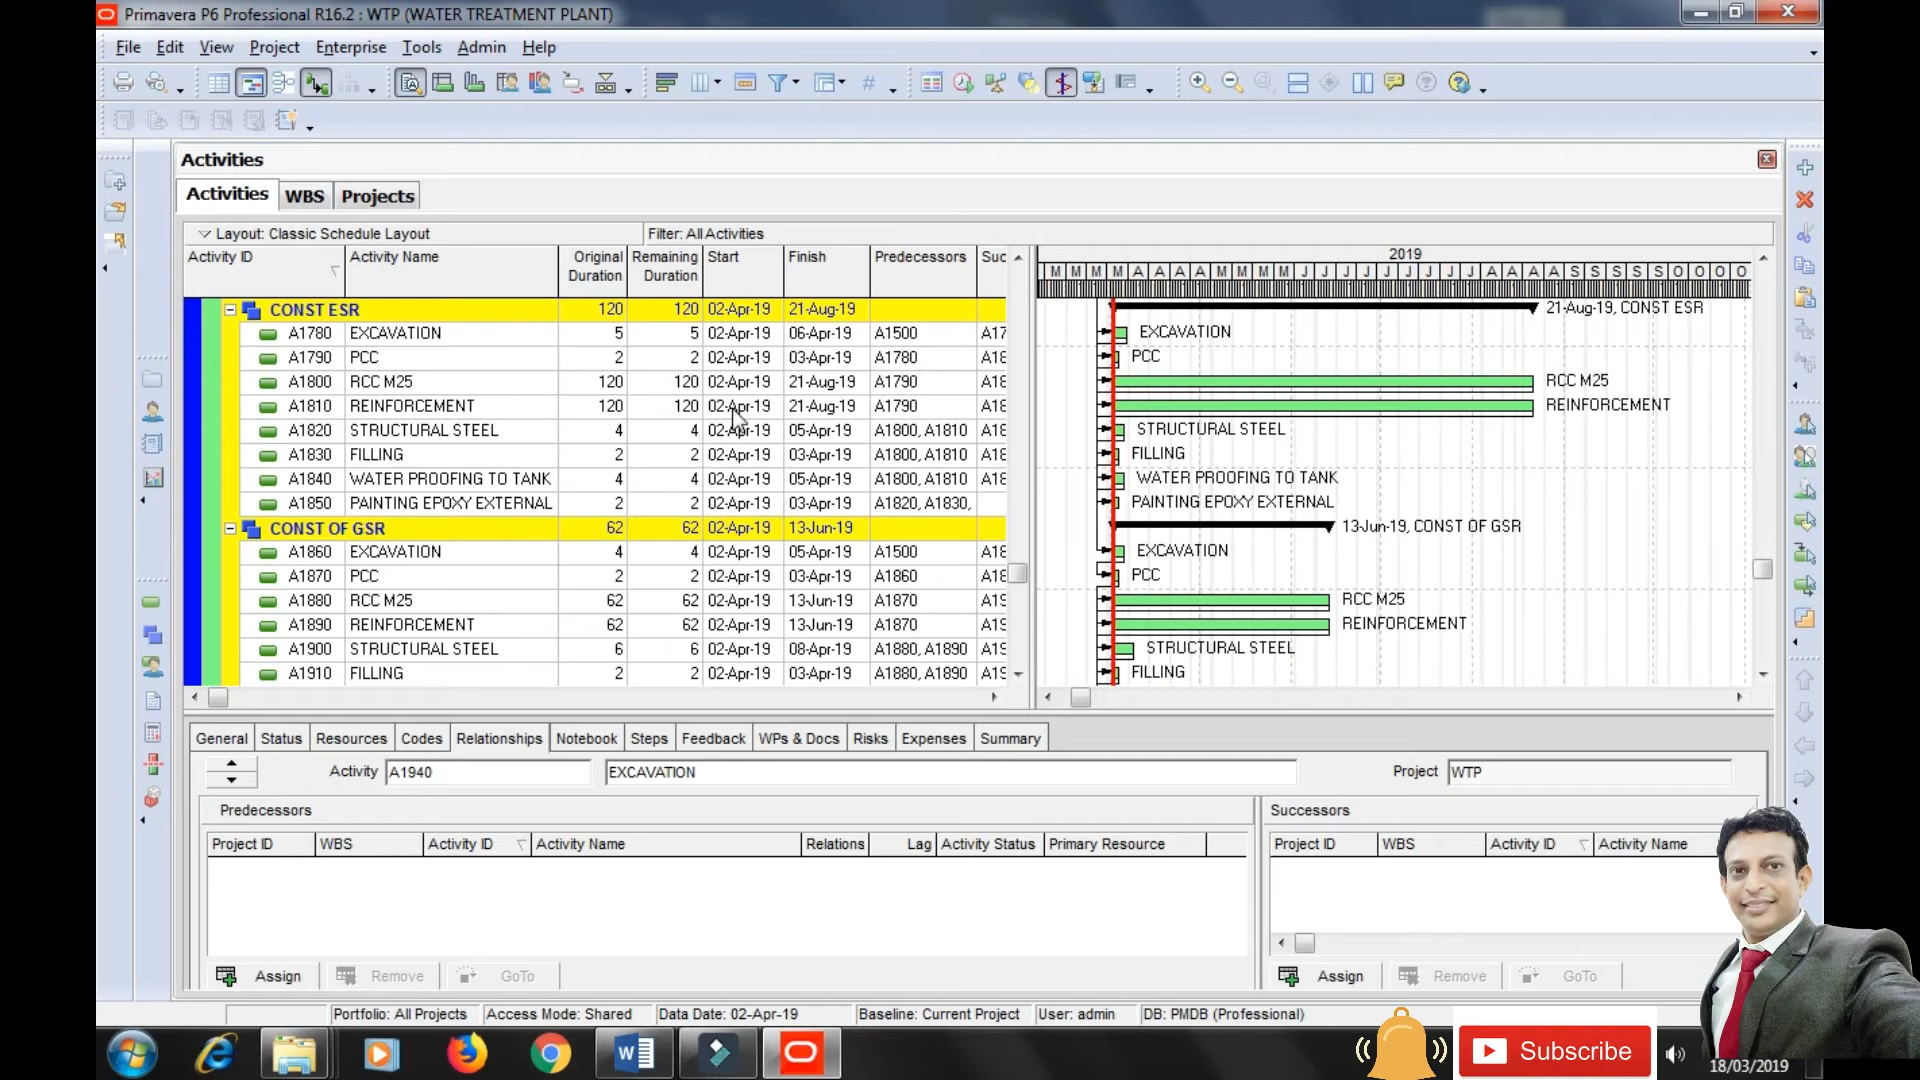 Primavera P6 Professional R16.2 : WTP (WATER TREATMENT PLANT)
File Edit View Project Enterprise Tools Admin Help
Activities
Activities WBS Projects
Layout: Classic Schedule Layout Filter: All Activities
Activity ID Activity Name Original Duration Remaining Duration Start Finish Predecessors Suc
2019
M M M M A A A A M M M M J J J J J J J J A A A A S S S S O O O O
CONST ESR 120 120 02-Apr-19 21-Aug-19 21-Aug-19, CONST ESR
A1780 EXCAVATION 5 5 02-Apr-19 06-Apr-19 A1500 A17 EXCAVATION
A1790 PCC 2 2 02-Apr-19 03-Apr-19 A1780 A18 PCC
A1800 RCC M25 120 120 02-Apr-19 21-Aug-19 A1790 A18 RCC M25
A1810 REINFORCEMENT 120 120 02-Apr-19 21-Aug-19 A1790 A18 REINFORCEMENT
A1820 STRUCTURAL STEEL 4 4 02-Apr-19 05-Apr-19 A1800, A1810 A18 STRUCTURAL STEEL
A1830 FILLING 2 2 02-Apr-19 03-Apr-19 A1800, A1810 A18 FILLING
A1840 WATER PROOFING TO TANK 4 4 02-Apr-19 05-Apr-19 A1800, A1810 A18 WATER PROOFING TO TANK
A1850 PAINTING EPOXY EXTERNAL 2 2 02-Apr-19 03-Apr-19 A1820, A1830, PAINTING EPOXY EXTERNAL
CONST OF GSR 62 62 02-Apr-19 13-Jun-19 13-Jun-19, CONST OF GSR
A1860 EXCAVATION 4 4 02-Apr-19 05-Apr-19 A1500 A18 EXCAVATION
A1870 PCC 2 2 02-Apr-19 03-Apr-19 A1860 A18 PCC
A1880 RCC M25 62 62 02-Apr-19 13-Jun-19 A1870 A19 RCC M25
A1890 REINFORCEMENT 62 62 02-Apr-19 13-Jun-19 A1870 A19 REINFORCEMENT
A1900 STRUCTURAL STEEL 6 6 02-Apr-19 08-Apr-19 A1880, A1890 A19 STRUCTURAL STEEL
A1910 FILLING 2 2 02-Apr-19 03-Apr-19 A1880, A1890 A19 FILLING
General Status Resources Codes Relationships Notebook Steps Feedback WPs & Docs Risks Expenses Summary
Activity A1940 EXCAVATION Project WTP
Predecessors Successors
Project ID WBS Activity ID Activity Name Relations Lag Activity Status Primary Resource Project ID WBS Activity ID Activity Name
Assign Remove GoTo Assign Remove GoTo
Portfolio: All Projects Access Mode: Shared Data Date: 02-Apr-19 Baseline: Current Project User: admin DB: PMDB (Professional)
Subscribe
18/03/2019